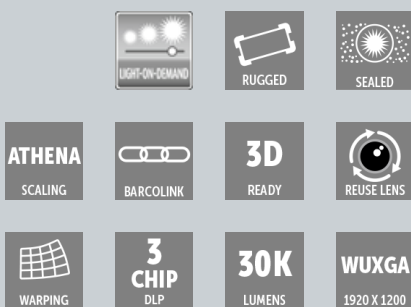 LIGHT-ON-DEMAND
RUGGED
SEALED
ATHENA
SCALING
BARCOLINK
3D
READY
REUSE LENS
WARPING
3
CHIP
DLP
30K
LUMENS
WUXGA
1920 X 1200